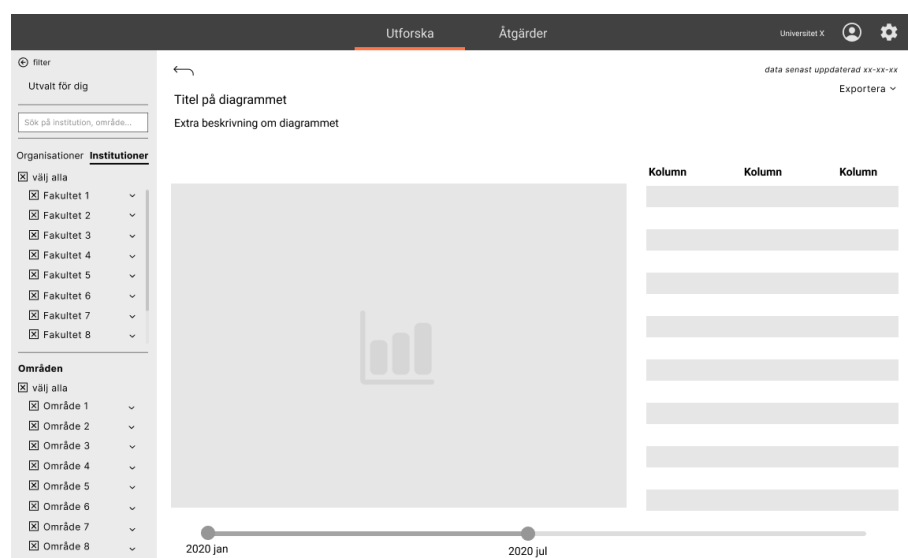 Utforska Åtgärder Universitet X
filter
Utvalt för dig
Sök på institution, område...
Organisationer Institutioner
välj alla
Fakultet 1
Fakultet 2
Fakultet 3
Fakultet 4
Fakultet 5
Fakultet 6
Fakultet 7
Fakultet 8
Områden
välj alla
Område 1
Område 2
Område 3
Område 4
Område 5
Område 6
Område 7
Område 8
data senast uppdaterad xx-xx-xx
Exportera
Titel på diagrammet
Extra beskrivning om diagrammet
Kolumn Kolumn Kolumn
2020 jan 2020 jul